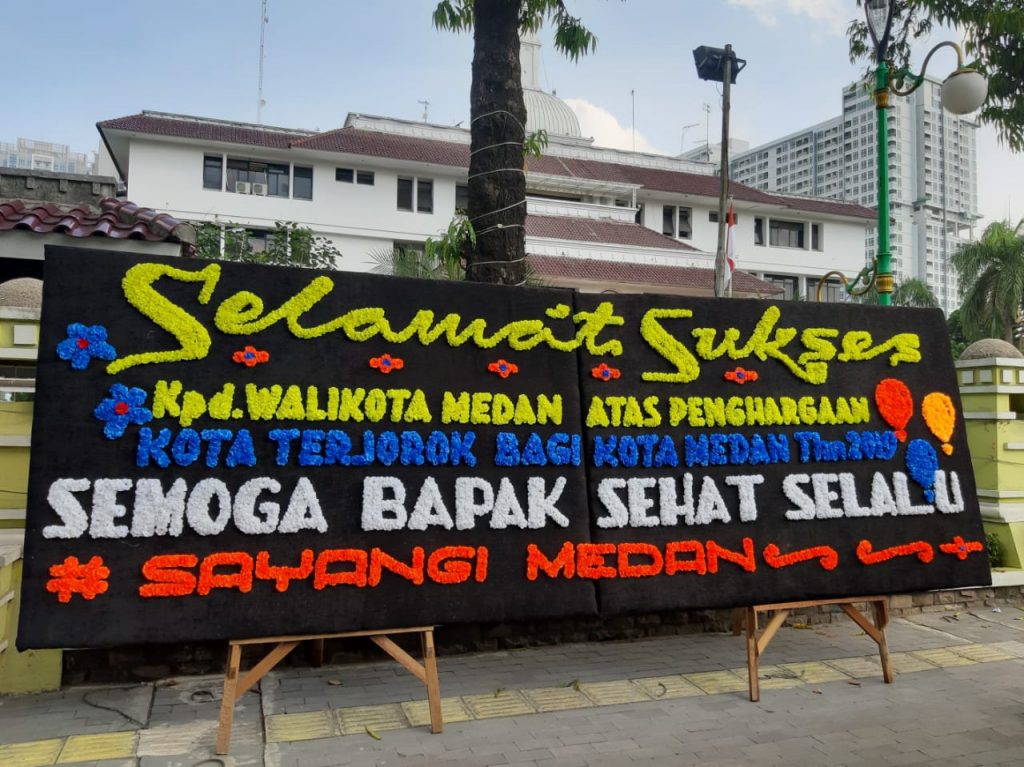 Selamat Sukses
Kpd. WALIKOTA MEDAN ATAS PENGHARGAAN
KOTA TERJOROK BAGI KOTA MEDAN Thn 2019
SEMOGA BAPAK SEHAT SELALU
# SAYANGI MEDAN